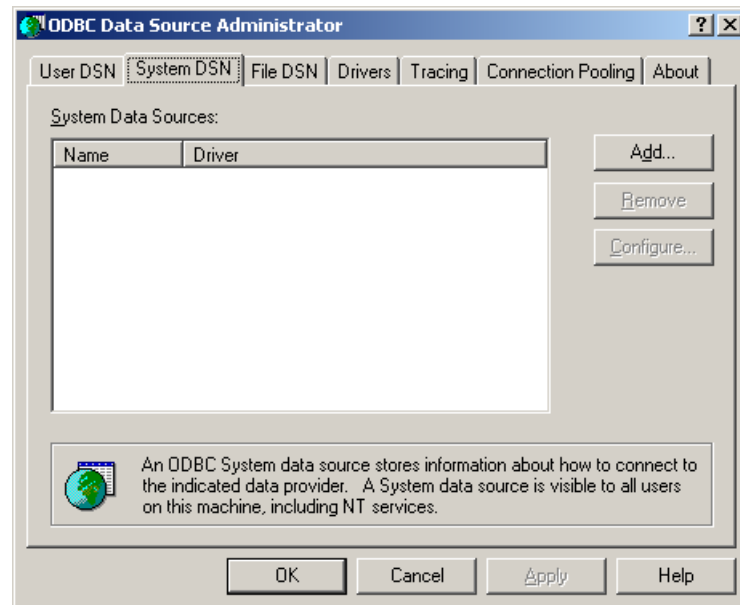 ODBC Data Source Administrator
User DSN System DSN File DSN Drivers Tracing Connection Pooling About
System Data Sources:
Name Driver
Add...
Remove
Configure...
An ODBC System data source stores information about how to connect to
the indicated data provider. A System data source is visible to all users
on this machine, including NT services.
OK Cancel Apply Help